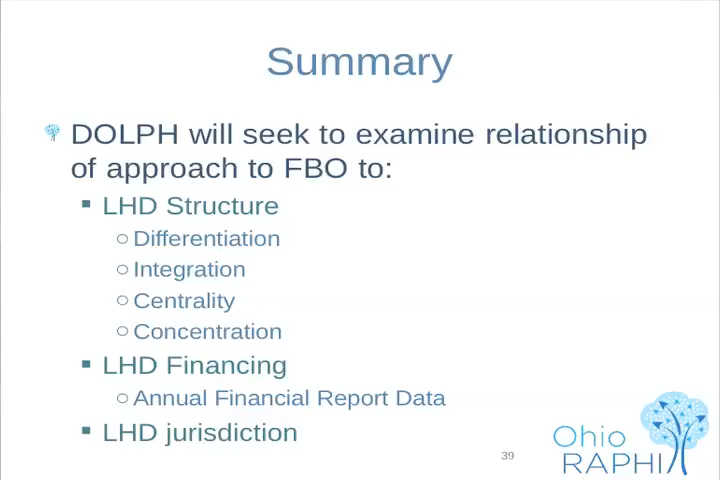 Summary
DOLPH will seek to examine relationship
of approach to FBO to:
LHD Structure
Differentiation
Integration
Centrality
Concentration
LHD Financing
Annual Financial Report Data
LHD jurisdiction
39
Ohio
RAPHI